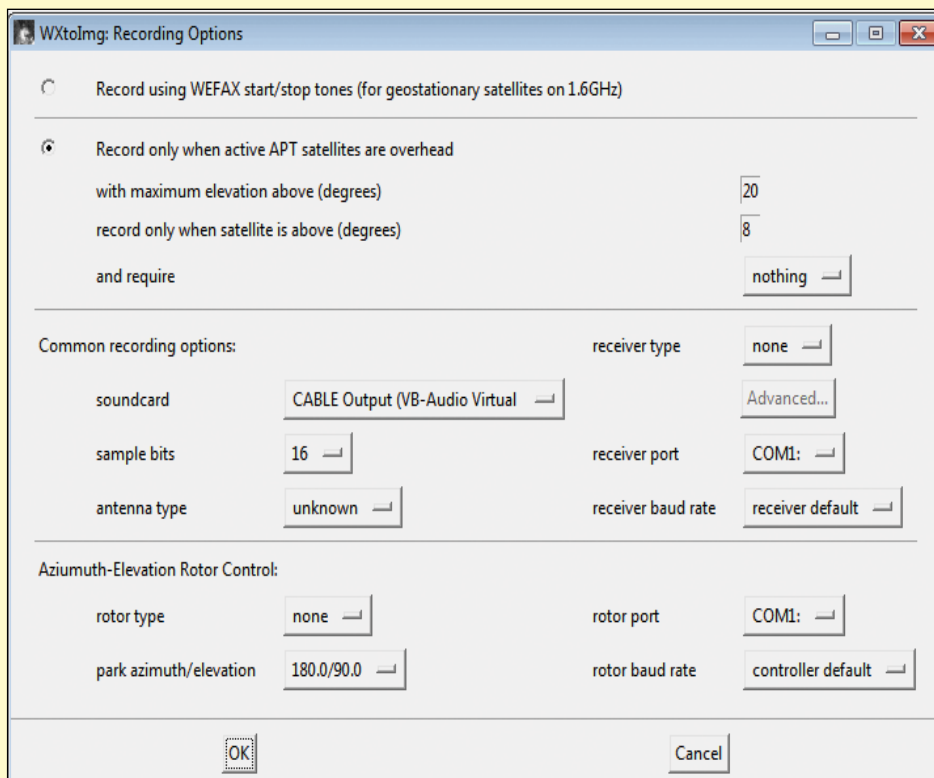 WXtoImg: Recording Options
Record using WEFAX start/stop tones (for geostationary satellites on 1.6GHz)
Record only when active APT satellites are overhead
with maximum elevation above (degrees) 20
record only when satellite is above (degrees) 8
and require nothing
Common recording options: receiver type none
soundcard CABLE Output (VB-Audio Virtual Advanced...
sample bits 16 receiver port COM1:
antenna type unknown receiver baud rate receiver default
Aziumuth-Elevation Rotor Control:
rotor type none rotor port COM1:
park azimuth/elevation 180.0/90.0 rotor baud rate controller default
OK Cancel